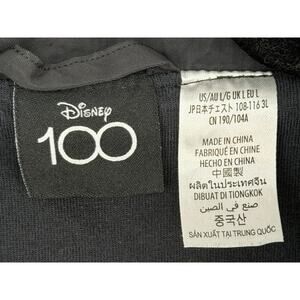 Disney
100
US/AU L/G UK L EU L
JP日本チェスト 108-116 3L
CN 190/104A
MADE IN CHINA
FABRIQUÉ EN CHINE
HECHO EN CHINA
中國製
ผลิตในประเทศจีน
DIBUAT DI TIONGKOK
صنع في الصين
중국산
SẢN XUẤT TẠI TRUNG QUỐC